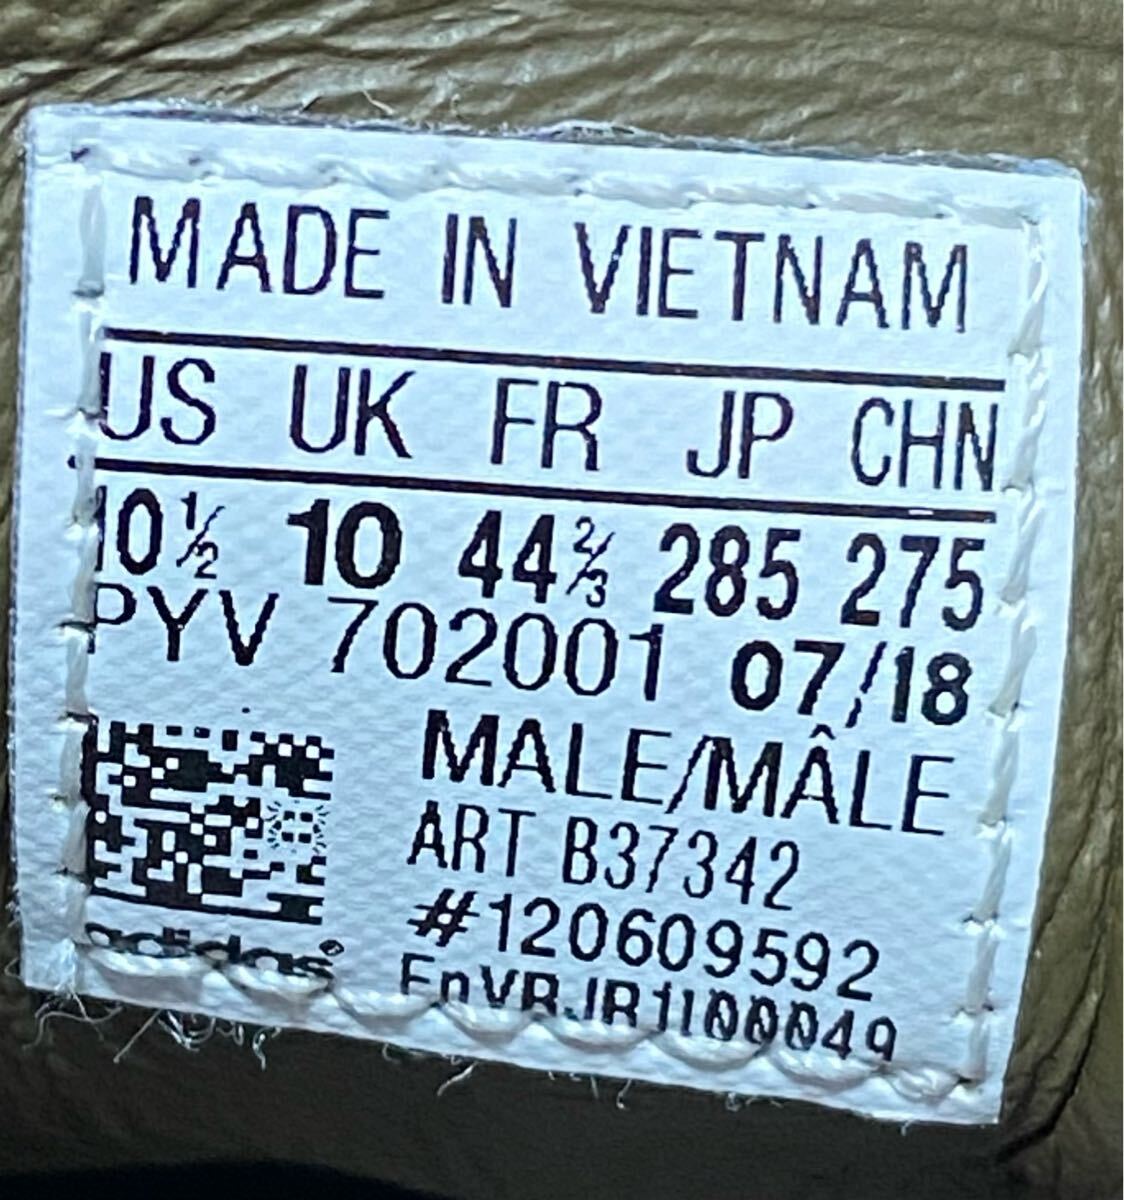 MADE IN VIETNAM
US UK FR JP CHN
10½ 10 44⅔ 285 275
PYV 702001 07/18
MALE/MÂLE
ART B37342
#120609592
adidas®